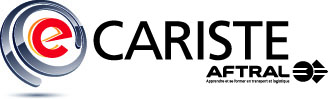 e CARISTE
AFTRAL
Apprendre et se former en transport et logistique